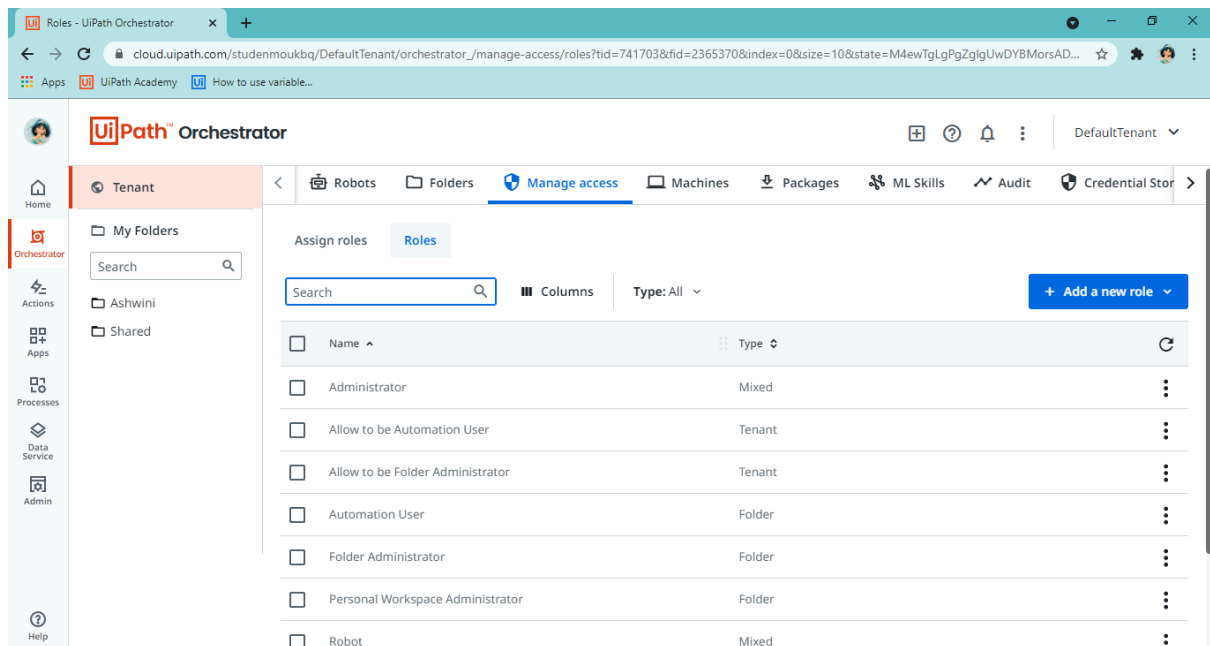 Roles - UiPath Orchestrator
cloud.uipath.com/studenmoukbq/DefaultTenant/orchestrator_/manage-access/roles?tid=741703&fid=2365370&index=0&size=10&state=M4ewTgLgPgZglgUwDYBMorsAD...
Apps Ui UiPath Academy Ui How to use variable...
UiPath™ Orchestrator
DefaultTenant
Home
Orchestrator
Actions
Apps
Processes
Data
Service
Admin
Help
Tenant
My Folders
Search
Ashwini
Shared
Robots Folders Manage access Machines Packages ML Skills Audit Credential Stor
Assign roles Roles
Search Columns Type: All + Add a new role
Name Type
Administrator Mixed
Allow to be Automation User Tenant
Allow to be Folder Administrator Tenant
Automation User Folder
Folder Administrator Folder
Personal Workspace Administrator Folder
Robot Mixed